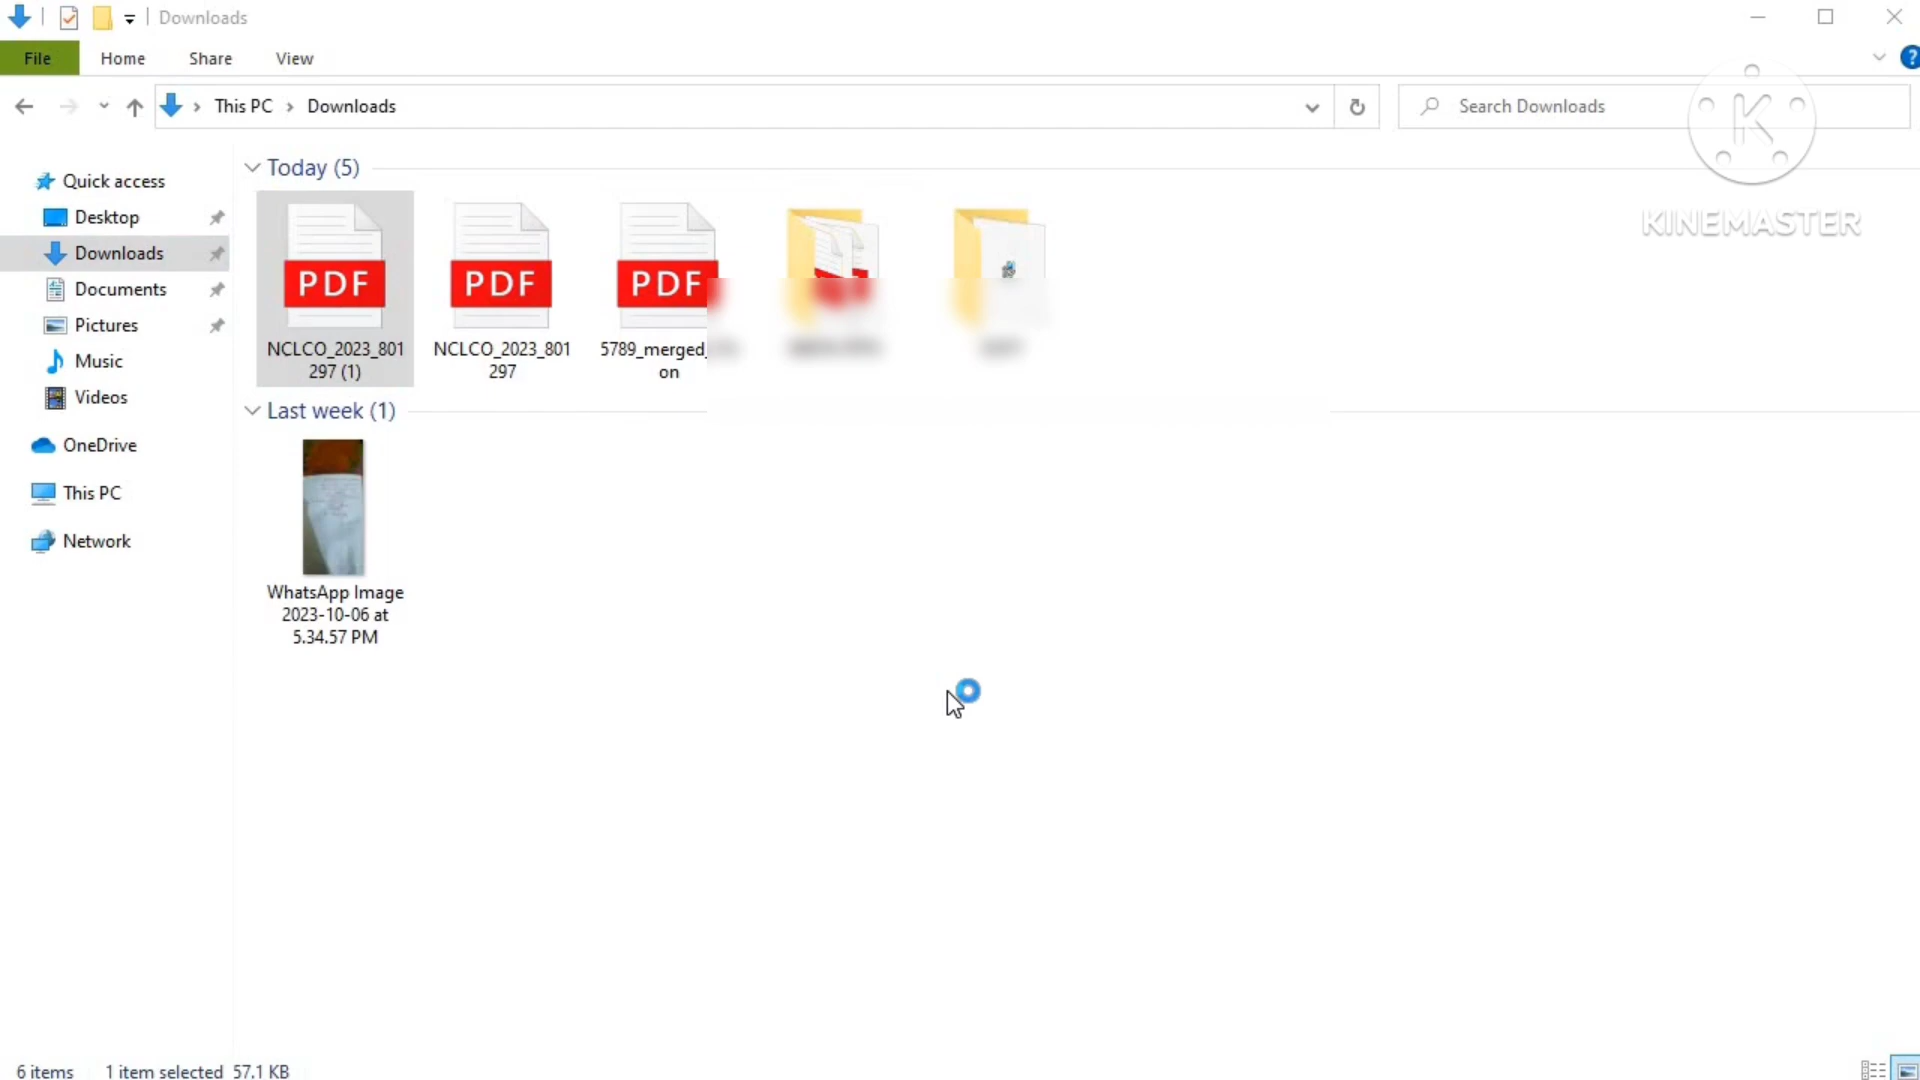 Downloads
File Home Share View
This PC Downloads
Search Downloads
K
KINEMASTER
Quick access
Desktop
Downloads
Documents
Pictures
Music
Videos
OneDrive
This PC
Network
Today (5)
PDF PDF PDF
NCLCO_2023_801
297 (1)
NCLCO_2023_801
297
5789_merged_
on
Last week (1)
WhatsApp Image
2023-10-06 at
5.34.57 PM
6 items 1 item selected 57.1 KB